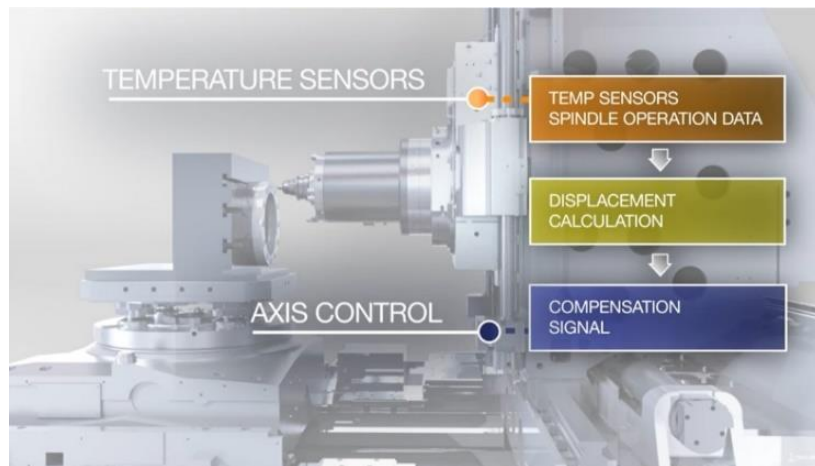 TEMPERATURE SENSORS
TEMP SENSORS
SPINDLE OPERATION DATA
DISPLACEMENT
CALCULATION
AXIS CONTROL
COMPENSATION
SIGNAL